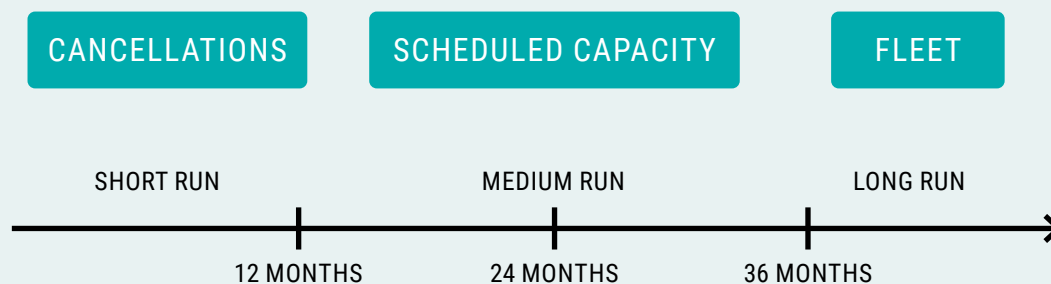 CANCELLATIONS SCHEDULED CAPACITY FLEET
SHORT RUN MEDIUM RUN LONG RUN
12 MONTHS 24 MONTHS 36 MONTHS